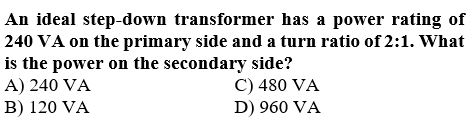 An ideal step-down transformer has a power rating of
240 VA on the primary side and a turn ratio of 2:1. What
is the power on the secondary side?
A) 240 VA C) 480 VA
B) 120 VA D) 960 VA